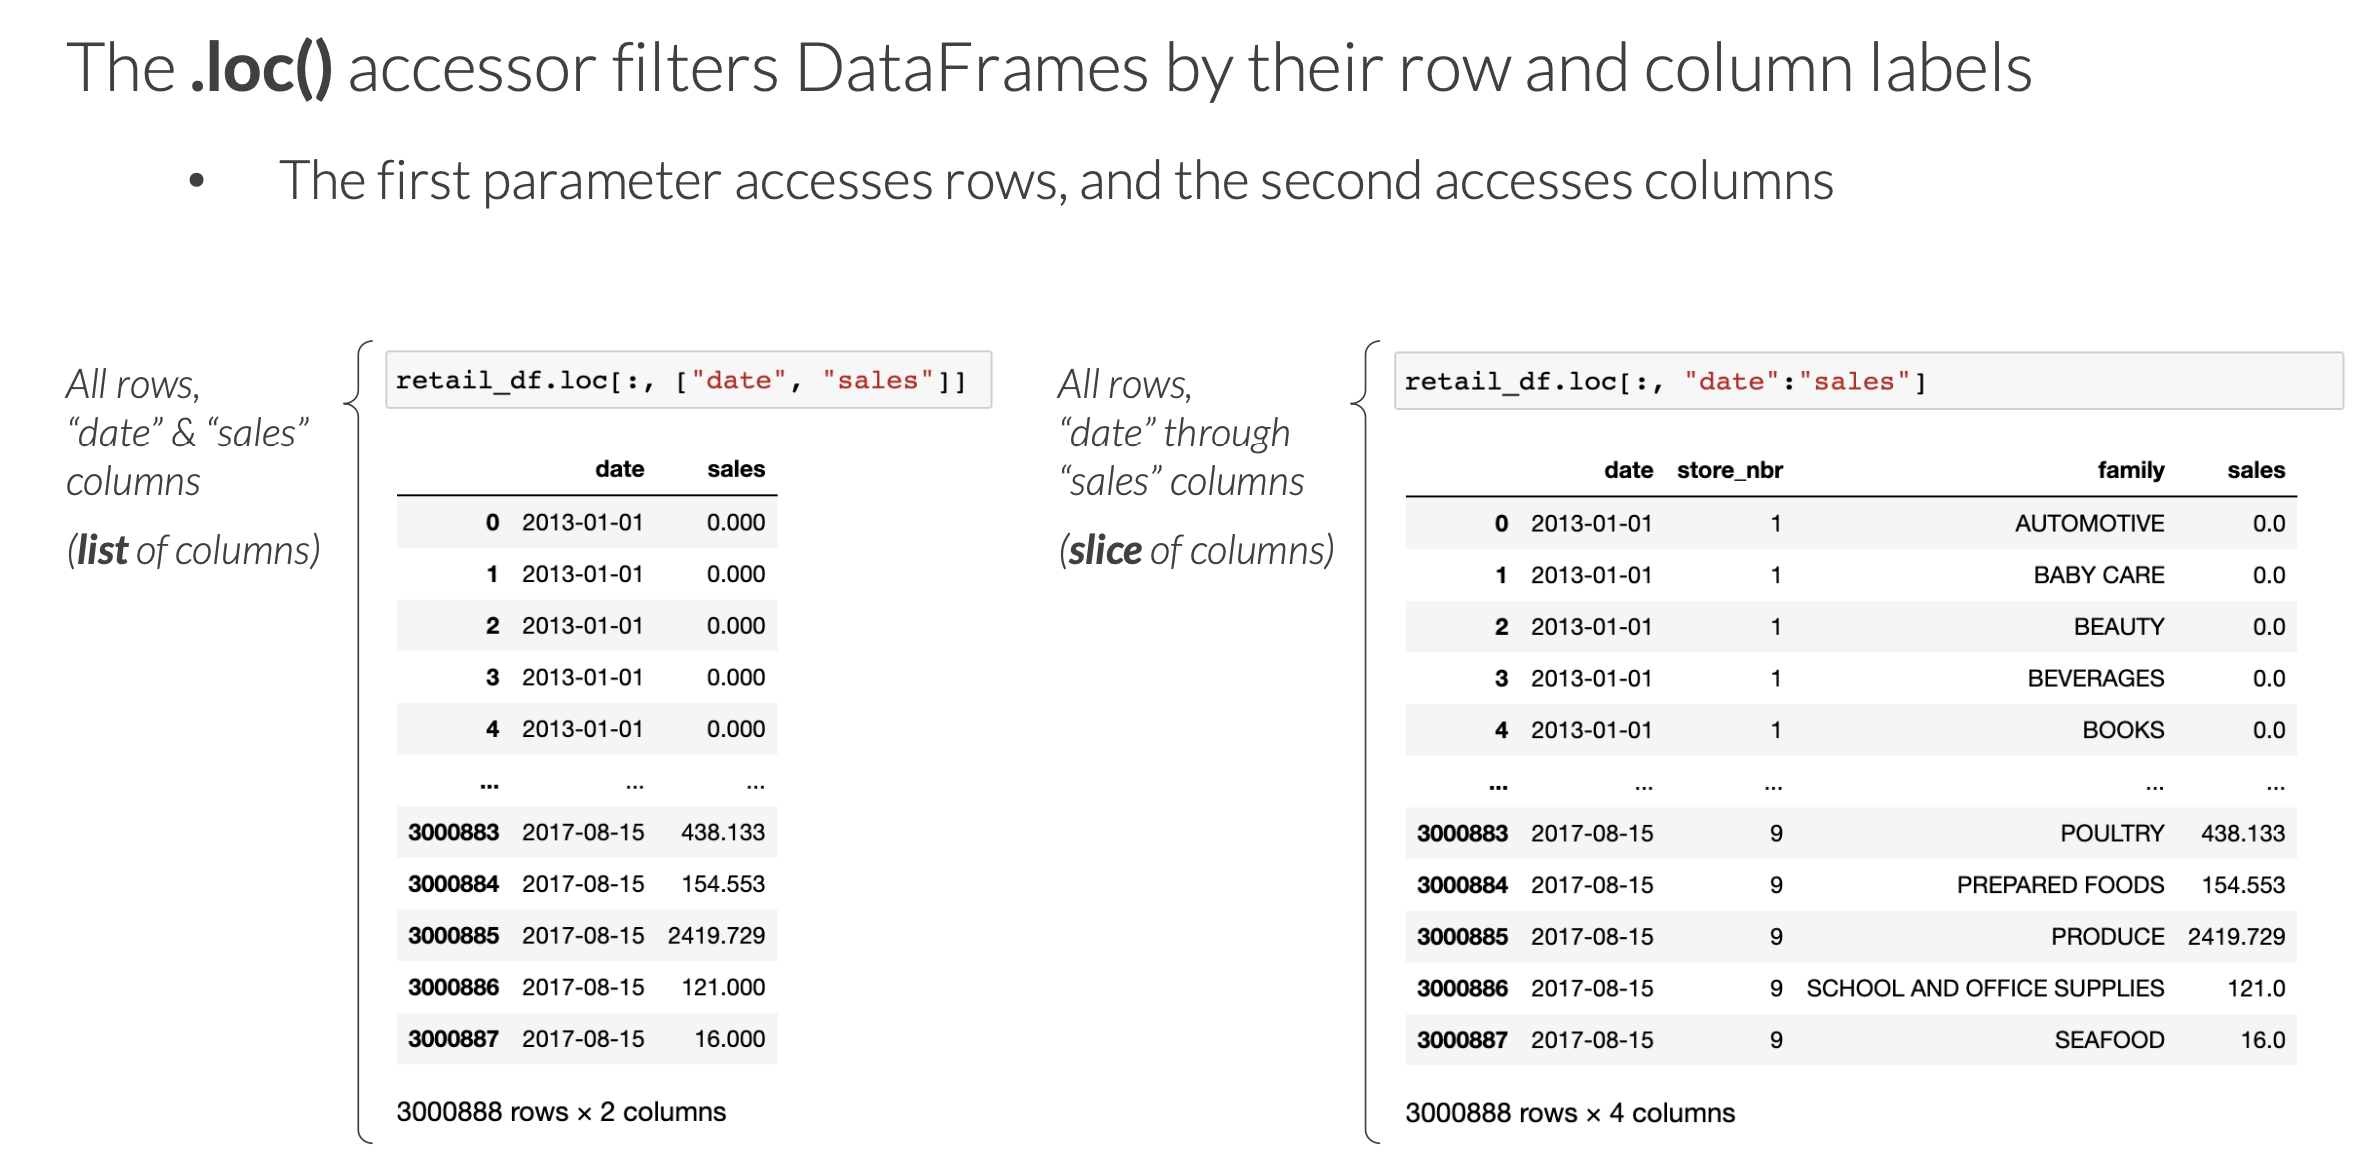 The .loc() accessor filters DataFrames by their row and column labels
• The first parameter accesses rows, and the second accesses columns
All rows,
“date” & “sales”
columns
(list of columns)
retail_df.loc[:, ["date", "sales"]]
date sales
0 2013-01-01 0.000
1 2013-01-01 0.000
2 2013-01-01 0.000
3 2013-01-01 0.000
4 2013-01-01 0.000
... ... ...
3000883 2017-08-15 438.133
3000884 2017-08-15 154.553
3000885 2017-08-15 2419.729
3000886 2017-08-15 121.000
3000887 2017-08-15 16.000
3000888 rows × 2 columns
All rows,
“date” through
“sales” columns
(slice of columns)
retail_df.loc[:, "date":"sales"]
date store_nbr family sales
0 2013-01-01 1 AUTOMOTIVE 0.0
1 2013-01-01 1 BABY CARE 0.0
2 2013-01-01 1 BEAUTY 0.0
3 2013-01-01 1 BEVERAGES 0.0
4 2013-01-01 1 BOOKS 0.0
... ... ... ... ...
3000883 2017-08-15 9 POULTRY 438.133
3000884 2017-08-15 9 PREPARED FOODS 154.553
3000885 2017-08-15 9 PRODUCE 2419.729
3000886 2017-08-15 9 SCHOOL AND OFFICE SUPPLIES 121.0
3000887 2017-08-15 9 SEAFOOD 16.0
3000888 rows × 4 columns